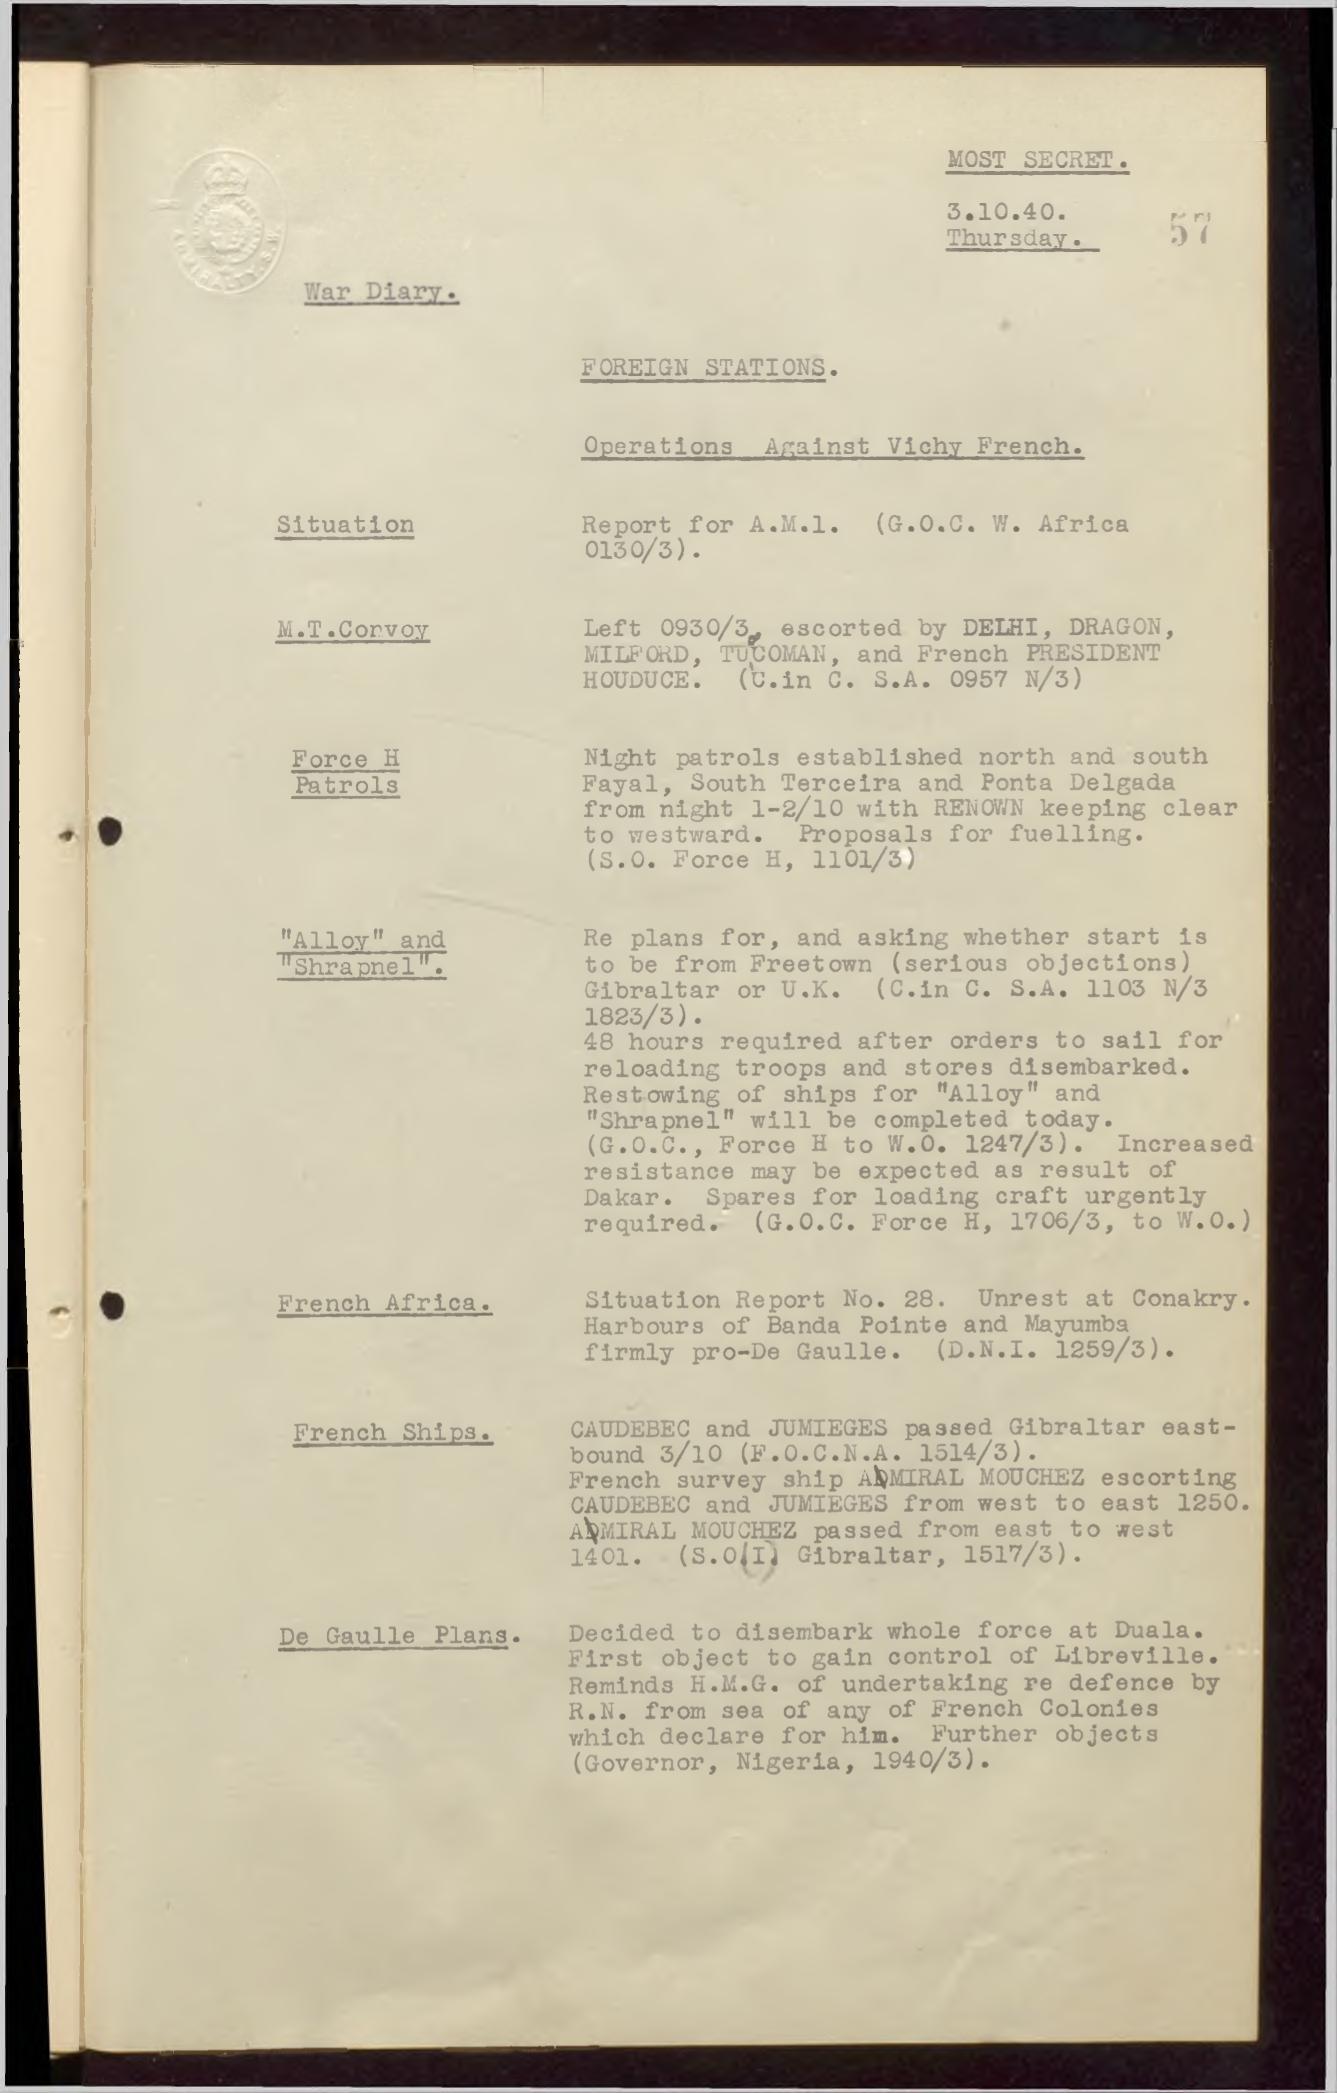 MOST SECRET.
3.10.40.
Thursday.
57
ADMIRALTY. S.W.
War Diary.
FOREIGN STATIONS.
Operations Against Vichy French.
Situation
Report for A.M.1. (G.O.C. W. Africa
0130/3).
M.T.Convoy
Left 0930/3, escorted by DELHI, DRAGON,
MILFORD, TUCOMAN, and French PRESIDENT
HOUDUCE. (C.in C. S.A. 0957 N/3)
Force H
Patrols
Night patrols established north and south
Fayal, South Terceira and Ponta Delgada
from night 1-2/10 with RENOWN keeping clear
to westward. Proposals for fuelling.
(S.O. Force H, 1101/3)
"Alloy" and
"Shrapnel".
Re plans for, and asking whether start is
to be from Freetown (serious objections)
Gibraltar or U.K. (C.in C. S.A. 1103 N/3
1823/3).
48 hours required after orders to sail for
reloading troops and stores disembarked.
Restowing of ships for "Alloy" and
"Shrapnel" will be completed today.
(G.O.C., Force H to W.O. 1247/3). Increased
resistance may be expected as result of
Dakar. Spares for loading craft urgently
required. (G.O.C. Force H, 1706/3, to W.O.)
French Africa.
Situation Report No. 28. Unrest at Conakry.
Harbours of Banda Pointe and Mayumba
firmly pro-De Gaulle. (D.N.I. 1259/3).
French Ships.
CAUDEBEC and JUMIEGES passed Gibraltar east-
bound 3/10 (F.O.C.N.A. 1514/3).
French survey ship ADMIRAL MOUCHEZ escorting
CAUDEBEC and JUMIEGES from west to east 1250.
ADMIRAL MOUCHEZ passed from east to west
1401. (S.O.(I) Gibraltar, 1517/3).
De Gaulle Plans.
Decided to disembark whole force at Duala.
First object to gain control of Libreville.
Reminds H.M.G. of undertaking re defence by
R.N. from sea of any of French Colonies
which declare for him. Further objects
(Governor, Nigeria, 1940/3).